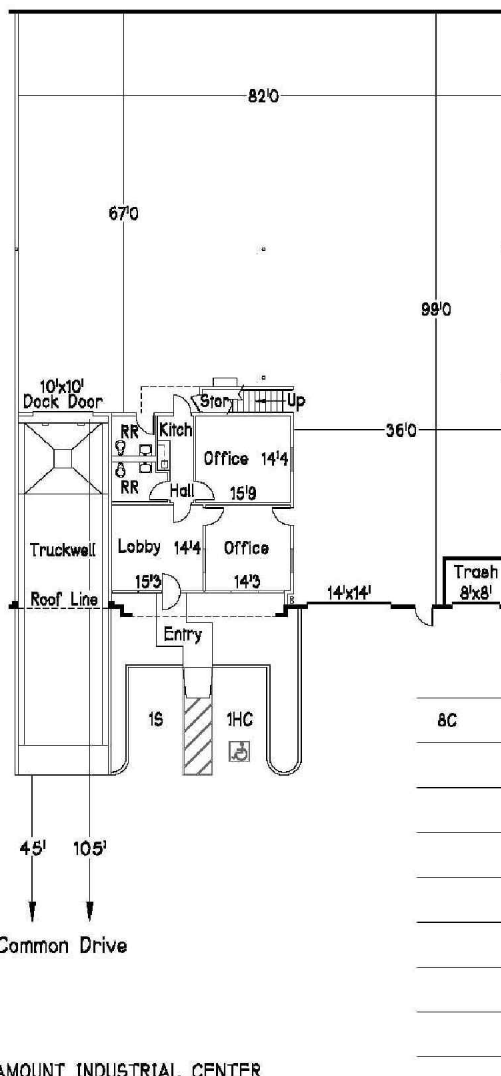 82'0
67'0
99'0
10'x10'
Dock Door
Stor
Up
RR
Kitch
36'0
Office 14'4
RR
Hall
15'9
Truckwell
Lobby
14'4
Office
15'3
14'3
Trash
14'x14'
8'x8'
Roof Line
Entry
1S
1HC
8C
45' 105'
Common Drive
AMOUNT INDUSTRIAL CENTER